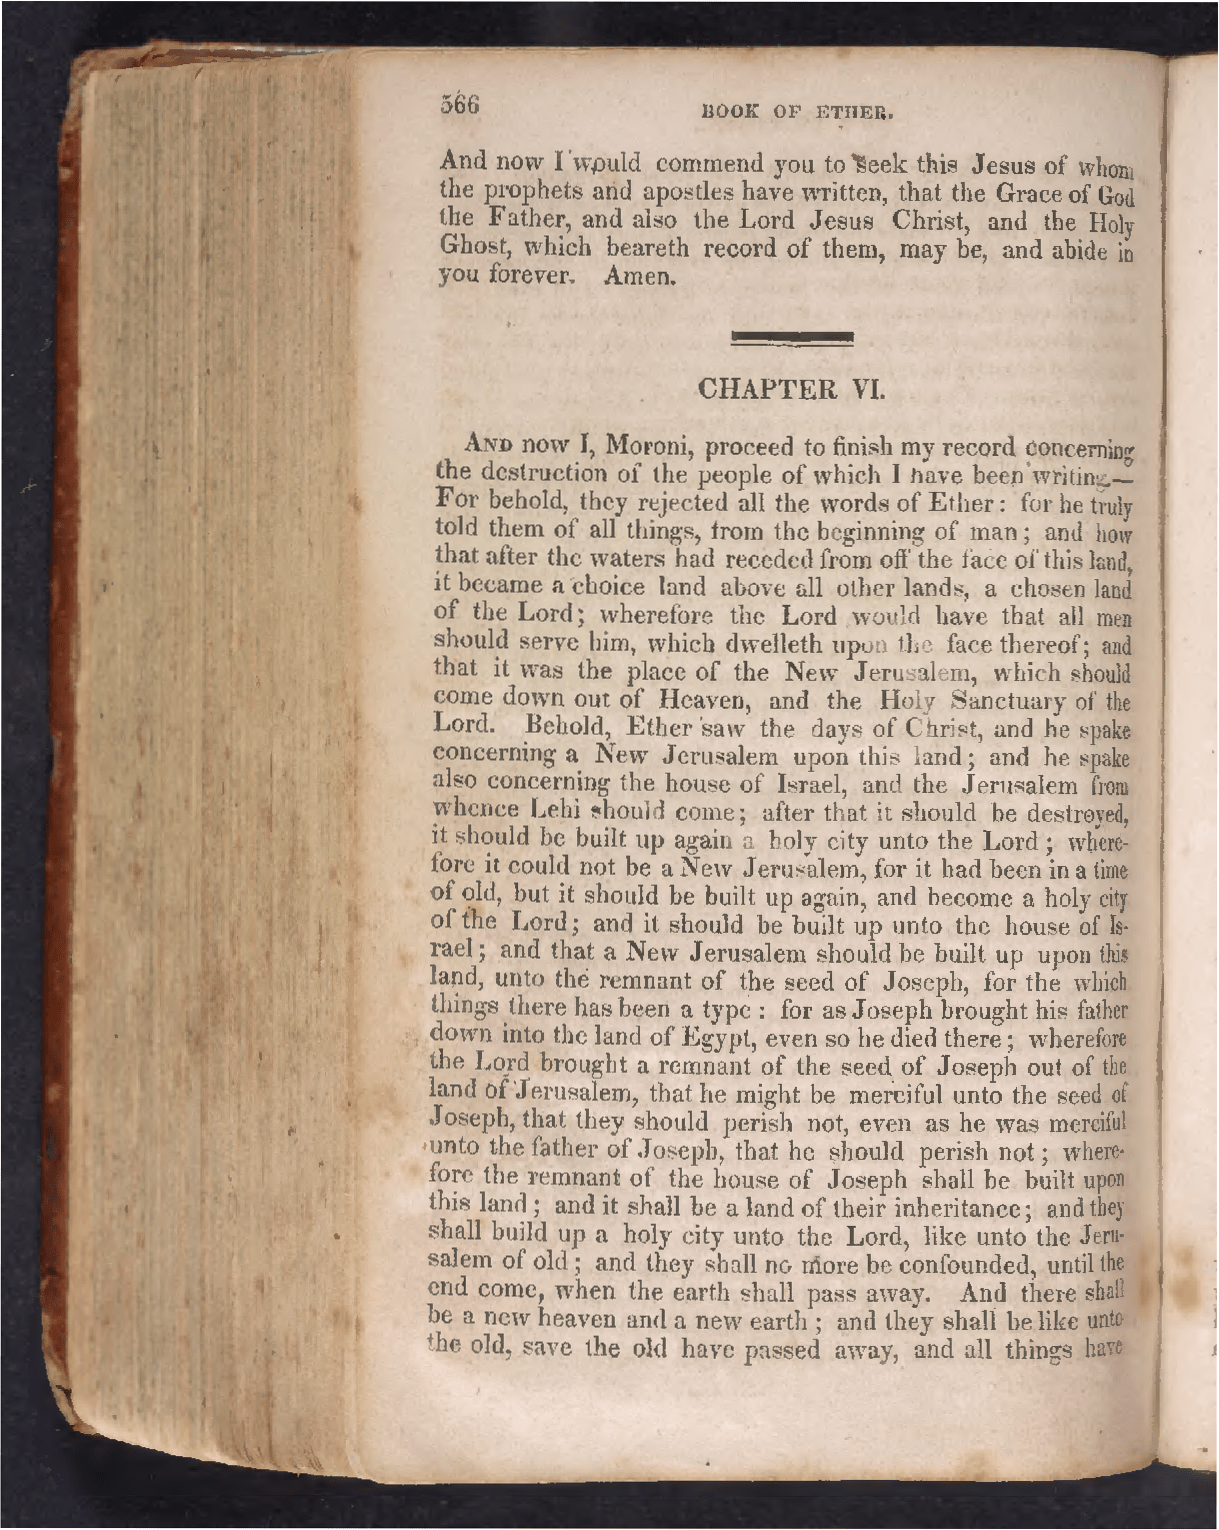 566 BOOK OF ETHER.
And now I would commend you to seek this Jesus of whom
the prophets and apostles have written, that the Grace of God
the Father, and also the Lord Jesus Christ, and the Holy
Ghost, which beareth record of them, may be, and abide in
you forever. Amen.
CHAPTER VI.
AND now I, Moroni, proceed to finish my record concerning
the destruction of the people of which I have been writing.—
For behold, they rejected all the words of Ether: for he truly
told them of all things, from the beginning of man; and how
that after the waters had receded from off the face of this land,
it became a choice land above all other lands, a chosen land
of the Lord; wherefore the Lord would have that all men
should serve him, which dwelleth upon the face thereof; and
that it was the place of the New Jerusalem, which should
come down out of Heaven, and the Holy Sanctuary of the
Lord. Behold, Ether saw the days of Christ, and he spake
concerning a New Jerusalem upon this land; and he spake
also concerning the house of Israel, and the Jerusalem from
whence Lehi should come; after that it should be destroyed,
it should be built up again a holy city unto the Lord; where-
fore it could not be a New Jerusalem, for it had been in a time
of old, but it should be built up again, and become a holy city
of the Lord; and it should be built up unto the house of Is-
rael; and that a New Jerusalem should be built up upon this
land, unto the remnant of the seed of Joseph, for the which
things there has been a type: for as Joseph brought his father
down into the land of Egypt, even so he died there; wherefore
the Lord brought a remnant of the seed of Joseph out of the
land of Jerusalem, that he might be merciful unto the seed of
Joseph, that they should perish not, even as he was merciful
unto the father of Joseph, that he should perish not; where-
fore the remnant of the house of Joseph shall be built upon
this land; and it shall be a land of their inheritance; and they
shall build up a holy city unto the Lord, like unto the Jeru-
salem of old; and they shall no more be confounded, until the
end come, when the earth shall pass away. And there shall
be a new heaven and a new earth; and they shall be like unto
the old, save the old have passed away, and all things have